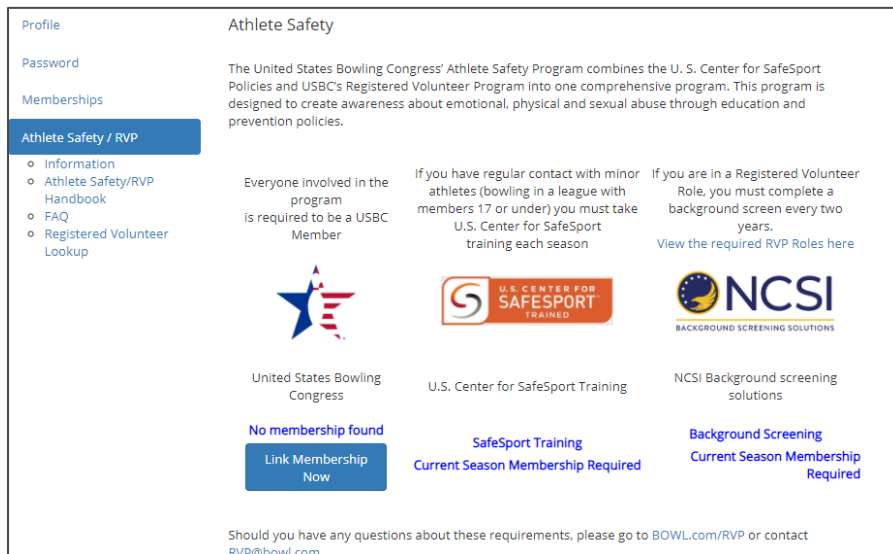 Profile
Password
Memberships
Athlete Safety / RVP
Information
Athlete Safety/RVP
Handbook
FAQ
Registered Volunteer
Lookup
Athlete Safety
The United States Bowling Congress’ Athlete Safety Program combines the U. S. Center for SafeSport
Policies and USBC’s Registered Volunteer Program into one comprehensive program. This program is
designed to create awareness about emotional, physical and sexual abuse through education and
prevention policies.
Everyone involved in the
program
is required to be a USBC
Member
If you have regular contact with minor
athletes (bowling in a league with
members 17 or under) you must take
U.S. Center for SafeSport
training each season
If you are in a Registered Volunteer
Role, you must complete a
background screen every two
years.
View the required RVP Roles here
U.S. CENTER FOR
SAFESPORT™
TRAINED
NCSI
BACKGROUND SCREENING SOLUTIONS
United States Bowling
Congress
U.S. Center for SafeSport Training
NCSI Background screening
solutions
No membership found
Link Membership
Now
SafeSport Training
Current Season Membership Required
Background Screening
Current Season Membership
Required
Should you have any questions about these requirements, please go to BOWL.com/RVP or contact
RVP@bowl.com